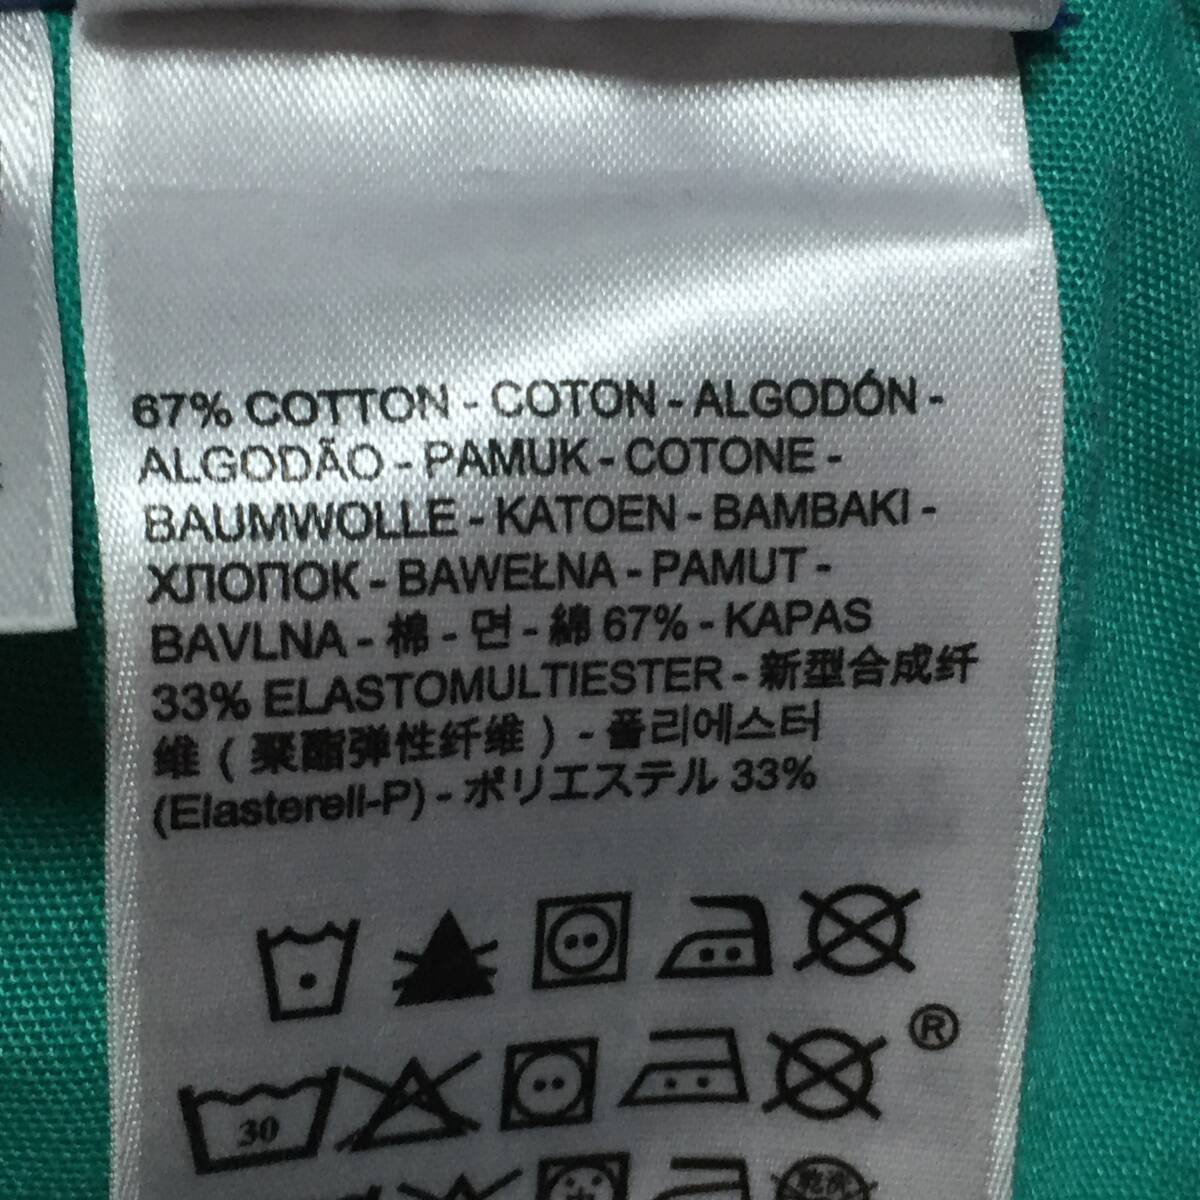 67% COTTON - COTON - ALGODÓN -
ALGODÃO - PAMUK - COTONE -
BAUMWOLLE - KATOEN - BAMBAKI -
ХЛОПОК - BAWEŁNA - PAMUT -
BAVLNA - 棉 - 면 - 綿 67% - KAPAS
33% ELASTOMULTIESTER - 新型合成纤
维 ( 聚酯弹性纤维 ) - 폴리에스터
(Elasterell-P) - ポリエステル 33%
®
30